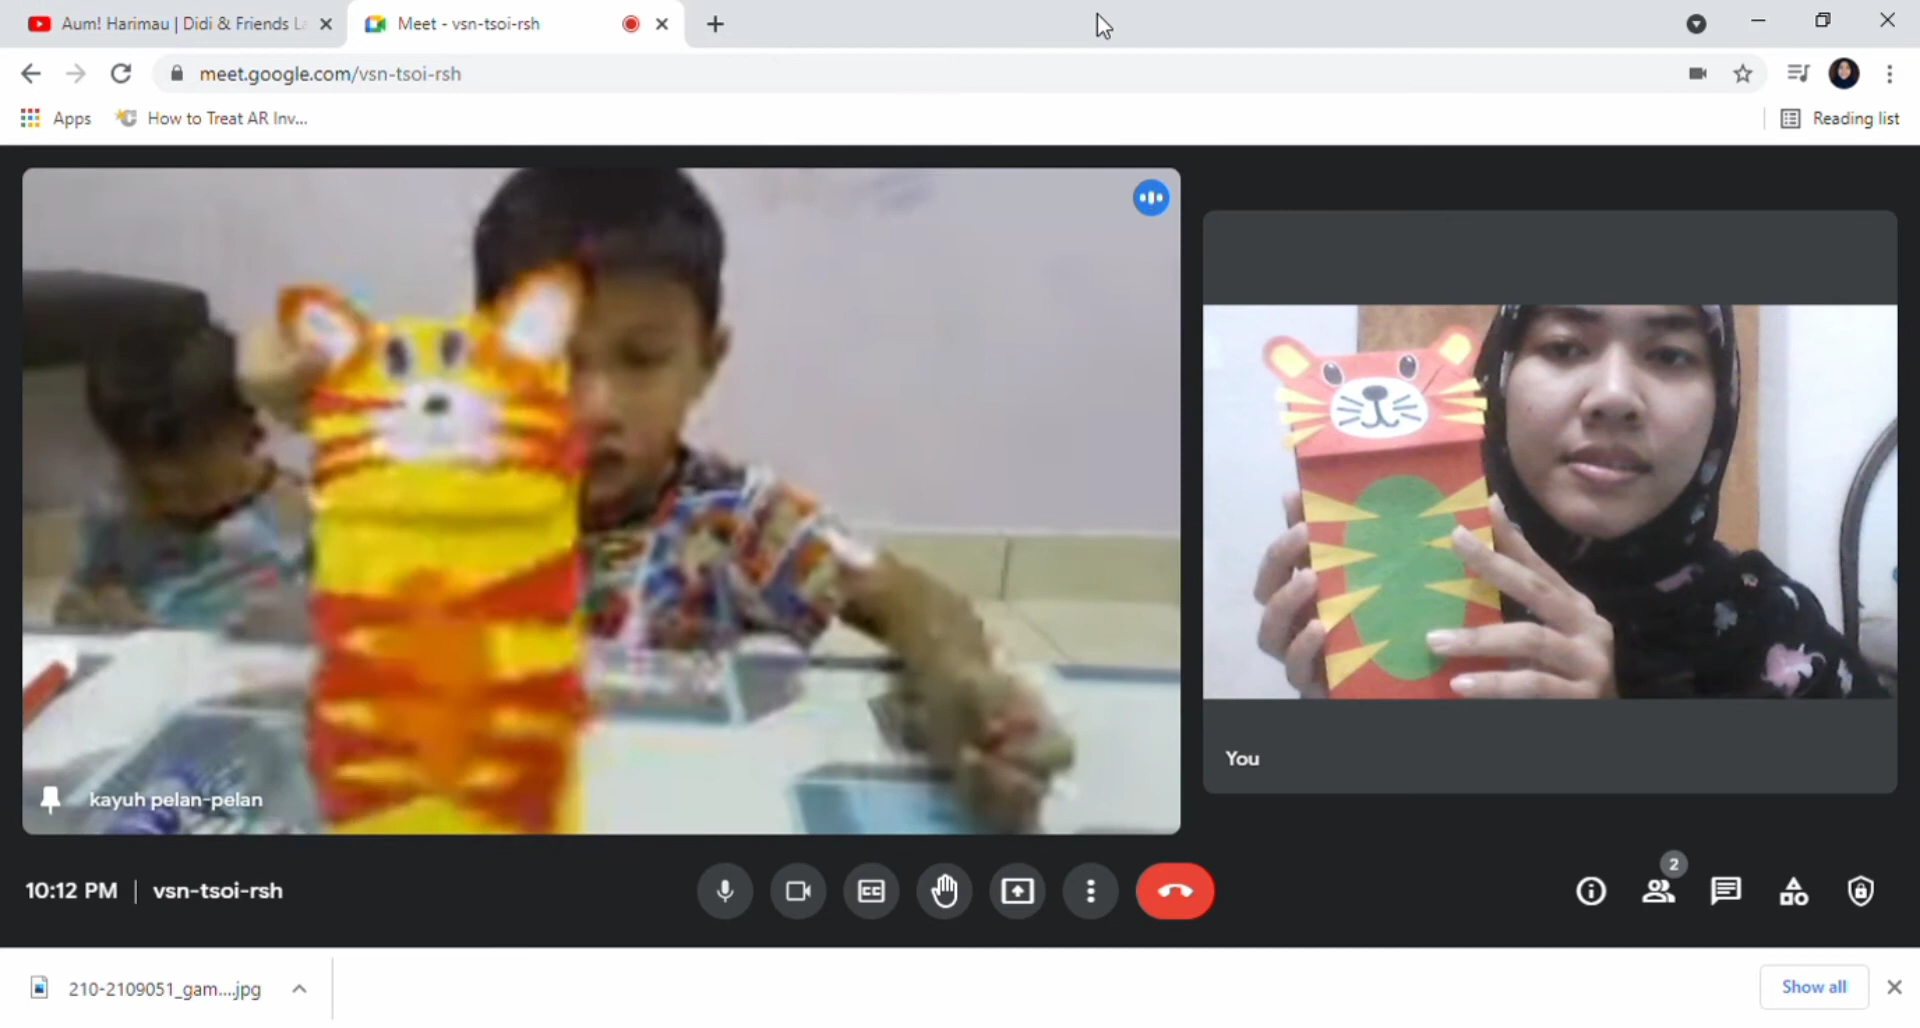 Aum! Harimau | Didi & Friends La
Meet - vsn-tsoi-rsh
meet.google.com/vsn-tsoi-rsh
Apps
How to Treat AR Inv...
Reading list
kayuh pelan-pelan
You
10:12 PM | vsn-tsoi-rsh
CC
2
210-2109051_gam....jpg
Show all